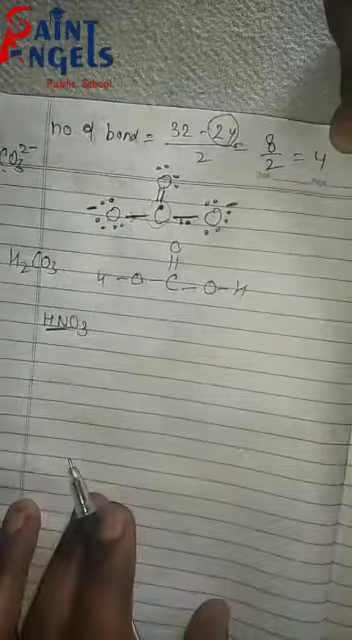 SAINT
ANGELS
Public School
no of bond = 32 - 24 / 2 = 8 / 2 = 4
CO3 2-
O
- O - C - O -
H2CO3
O
H - O - C - O - H
HNO3